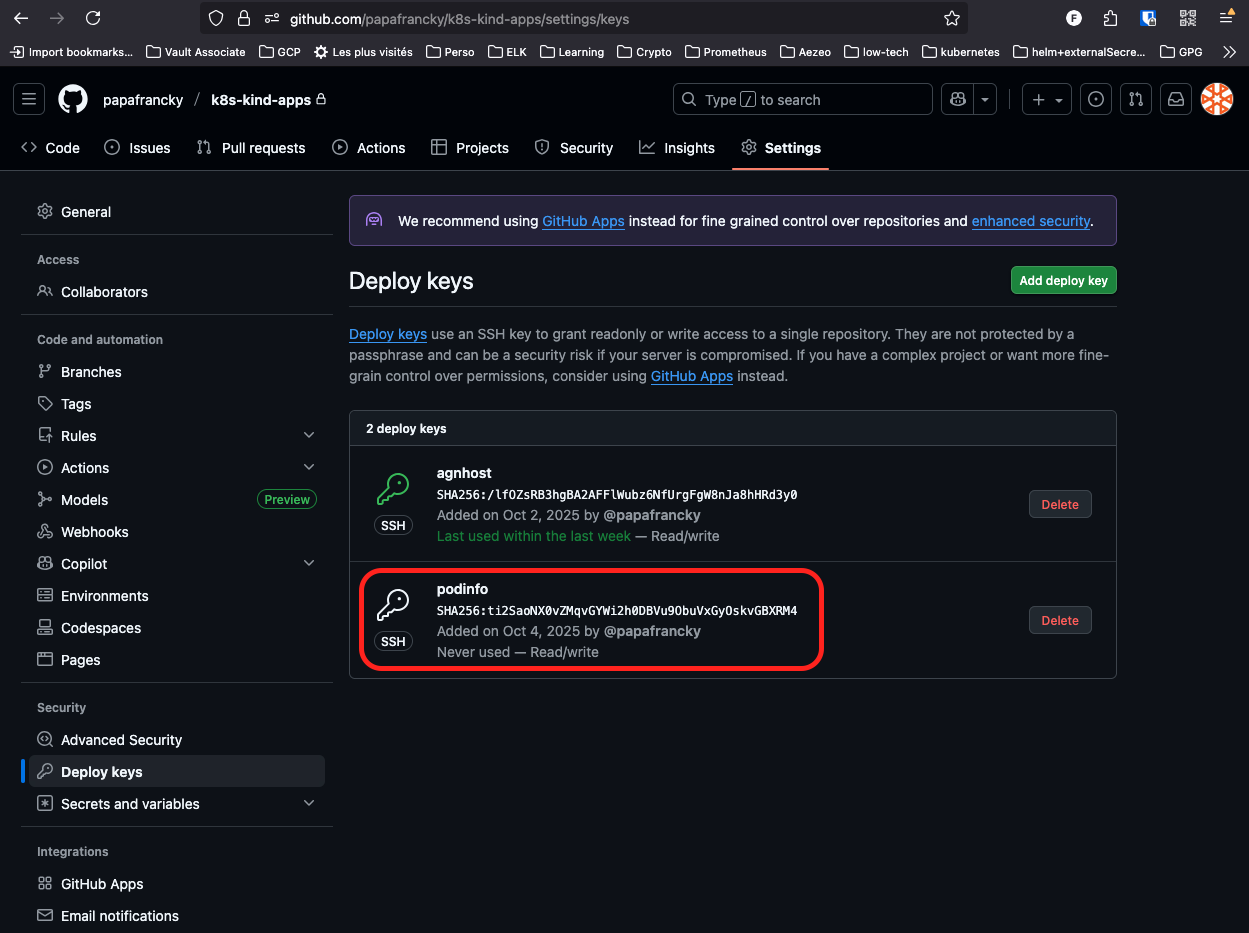 github.com/papafrancky/k8s-kind-apps/settings/keys
Import bookmarks... Vault Associate GCP Les plus visités Perso ELK Learning Crypto Prometheus Aezeo low-tech kubernetes helm+externalSecre... GPG
papafrancky / k8s-kind-apps
Type / to search
Code Issues Pull requests Actions Projects Security Insights Settings
General
Access
Collaborators
Code and automation
Branches
Tags
Rules
Actions
Models Preview
Webhooks
Copilot
Environments
Codespaces
Pages
Security
Advanced Security
Deploy keys
Secrets and variables
Integrations
GitHub Apps
Email notifications
We recommend using GitHub Apps instead for fine grained control over repositories and enhanced security.
Deploy keys
Add deploy key
Deploy keys use an SSH key to grant readonly or write access to a single repository. They are not protected by a
passphrase and can be a security risk if your server is compromised. If you have a complex project or want more fine-
grain control over permissions, consider using GitHub Apps instead.
2 deploy keys
agnhost
SHA256:/lfOZsRB3hgBA2AFFlWubz6NfUrgFgW8nJa8hHRd3y0
Added on Oct 2, 2025 by @papafrancky
Last used within the last week — Read/write
SSH
Delete
podinfo
SHA256:ti2SaoNX0vZMqvGYWi2h0DBVu9ObuVxGyOskvGBXRM4
Added on Oct 4, 2025 by @papafrancky
Never used — Read/write
SSH
Delete